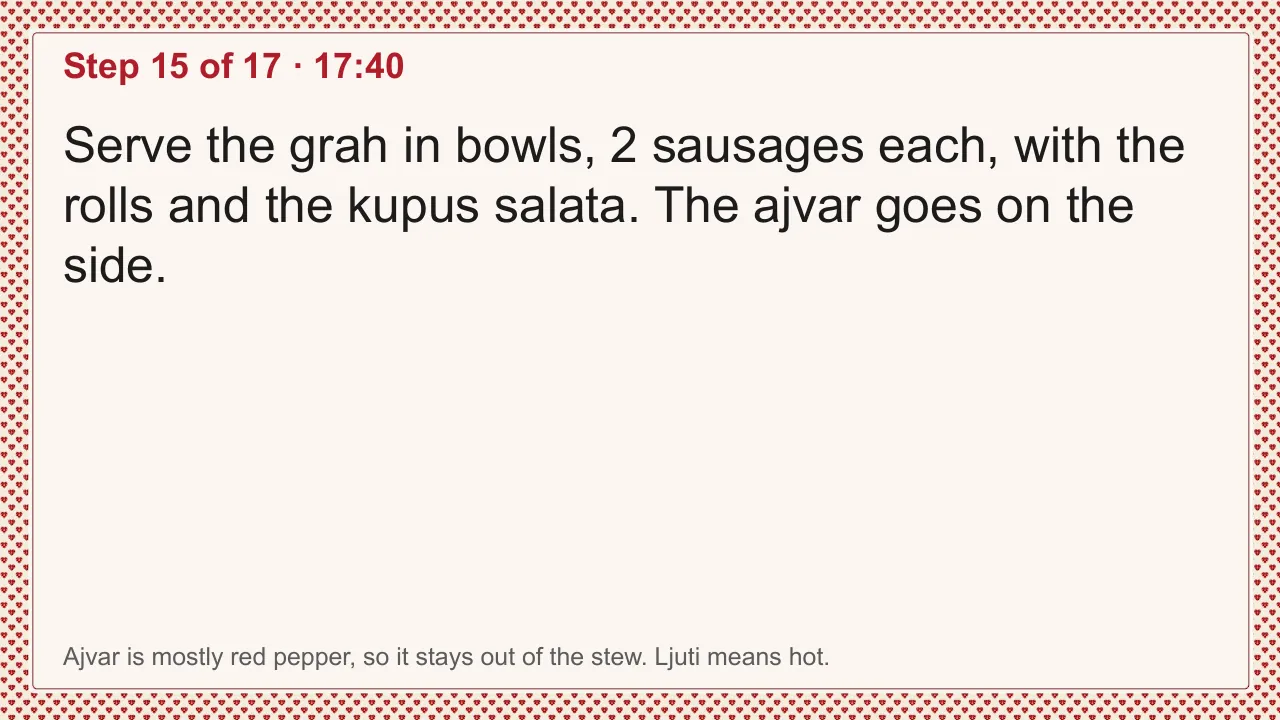 Step 15 of 17 · 17:40
Serve the grah in bowls, 2 sausages each, with the
rolls and the kupus salata. The ajvar goes on the
side.
Ajvar is mostly red pepper, so it stays out of the stew. Ljuti means hot.